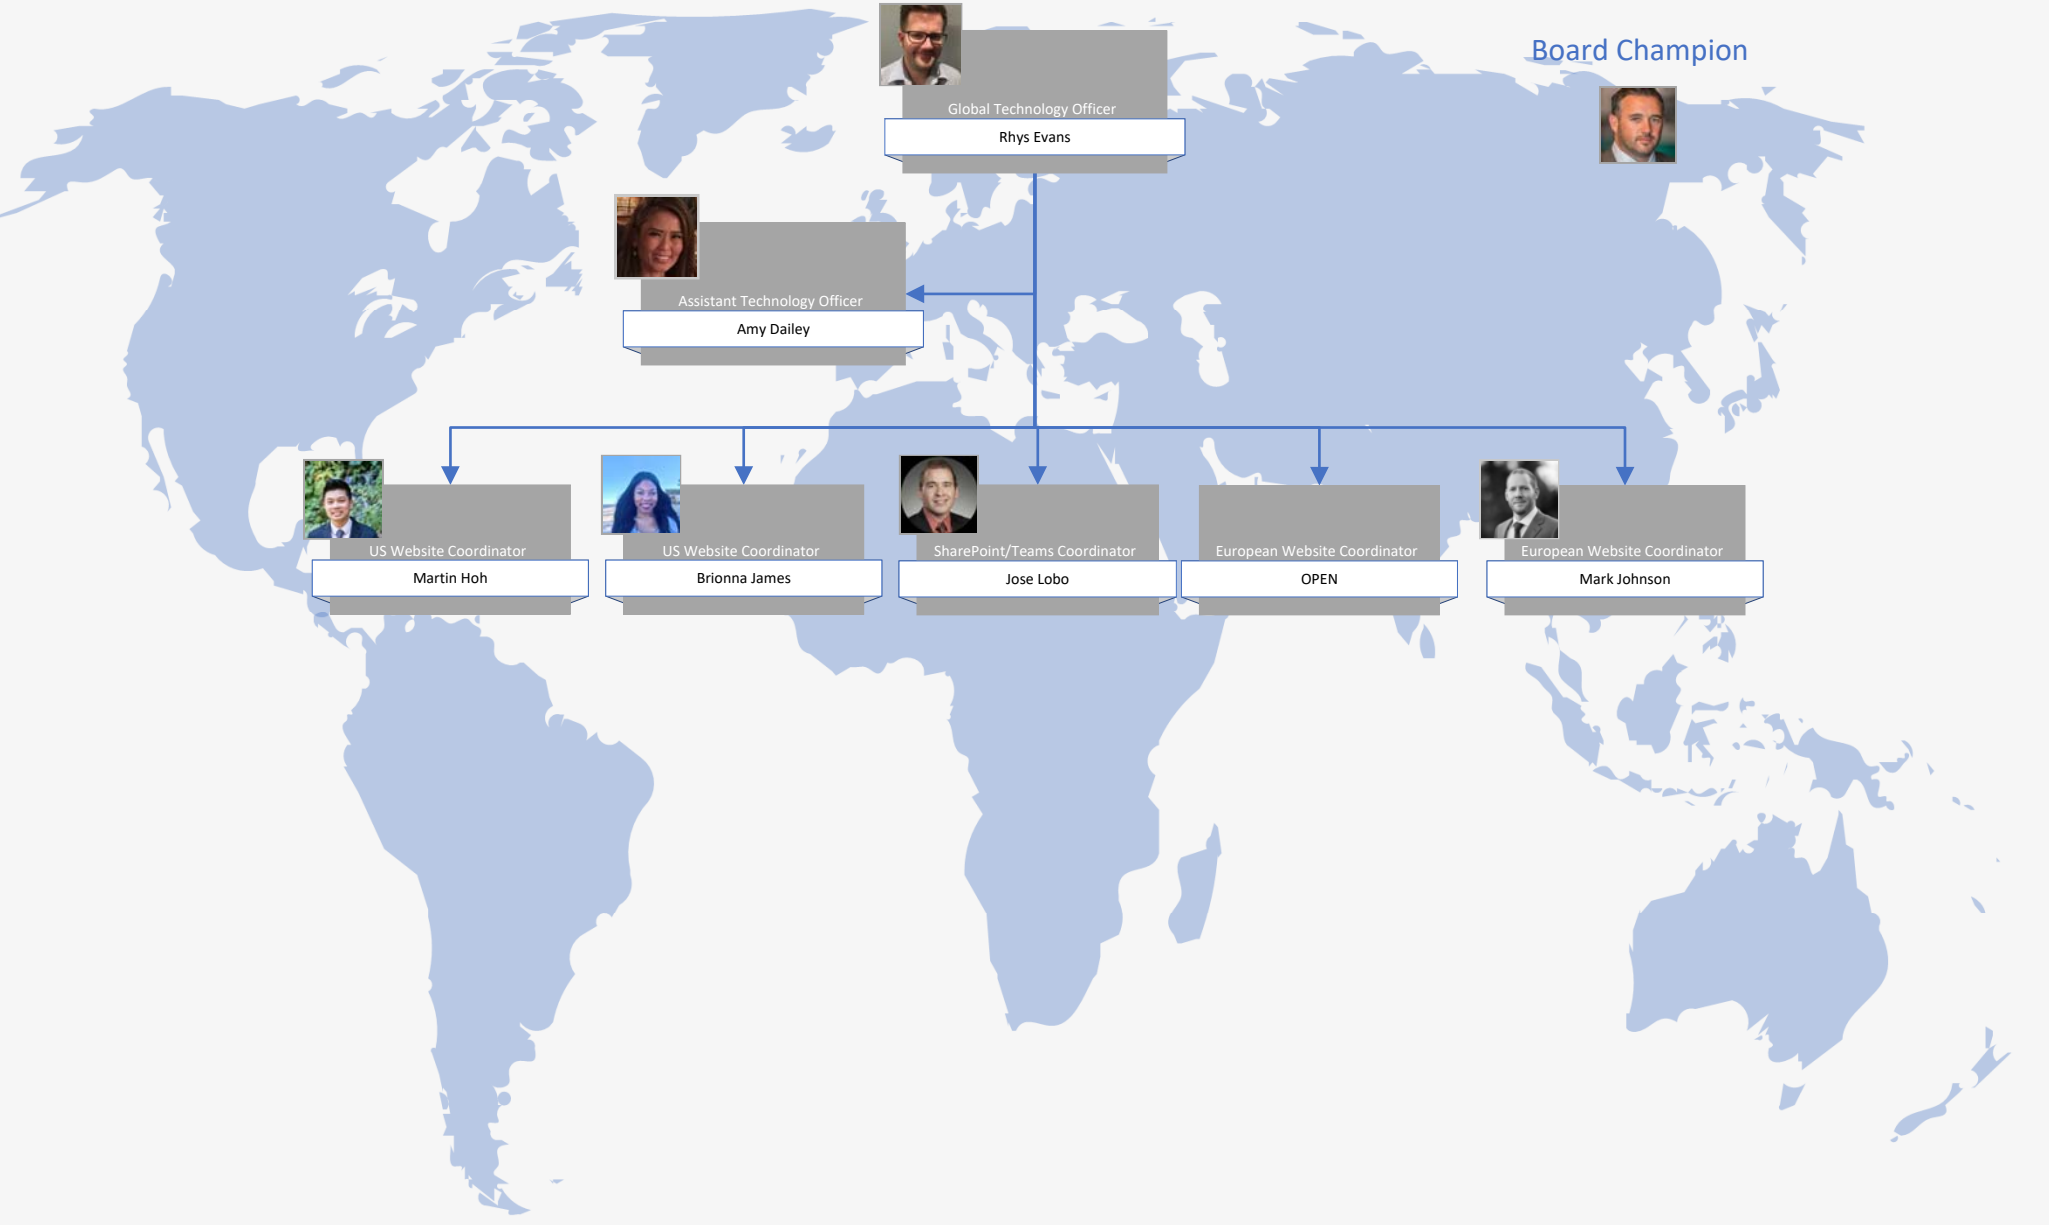 Board Champion
Global Technology Officer
Rhys Evans
Assistant Technology Officer
Amy Dailey
US Website Coordinator
Martin Hoh
US Website Coordinator
Brionna James
SharePoint/Teams Coordinator
Jose Lobo
European Website Coordinator
OPEN
European Website Coordinator
Mark Johnson